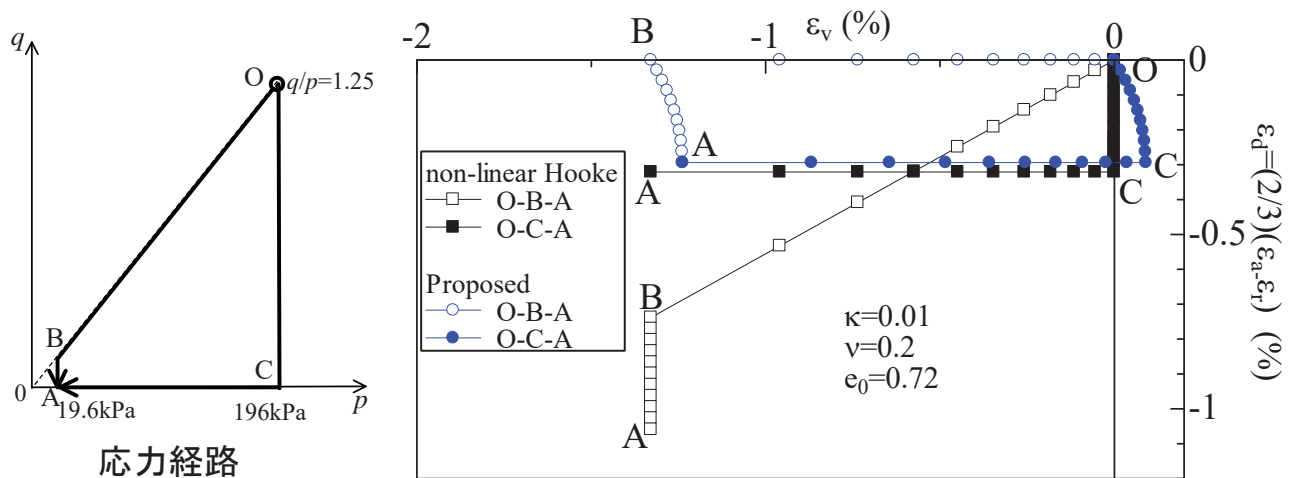 q
O
q/p=1.25
B
0
A
C
19.6kPa
196kPa
p
応力経路
-2
-1
0
εv (%)
B
O
A
C
A
C
B
A
non-linear Hooke
O-B-A
O-C-A
Proposed
O-B-A
O-C-A
κ=0.01
ν=0.2
e0=0.72
0
-0.5
-1
εd=(2/3)(εa-εr) (%)